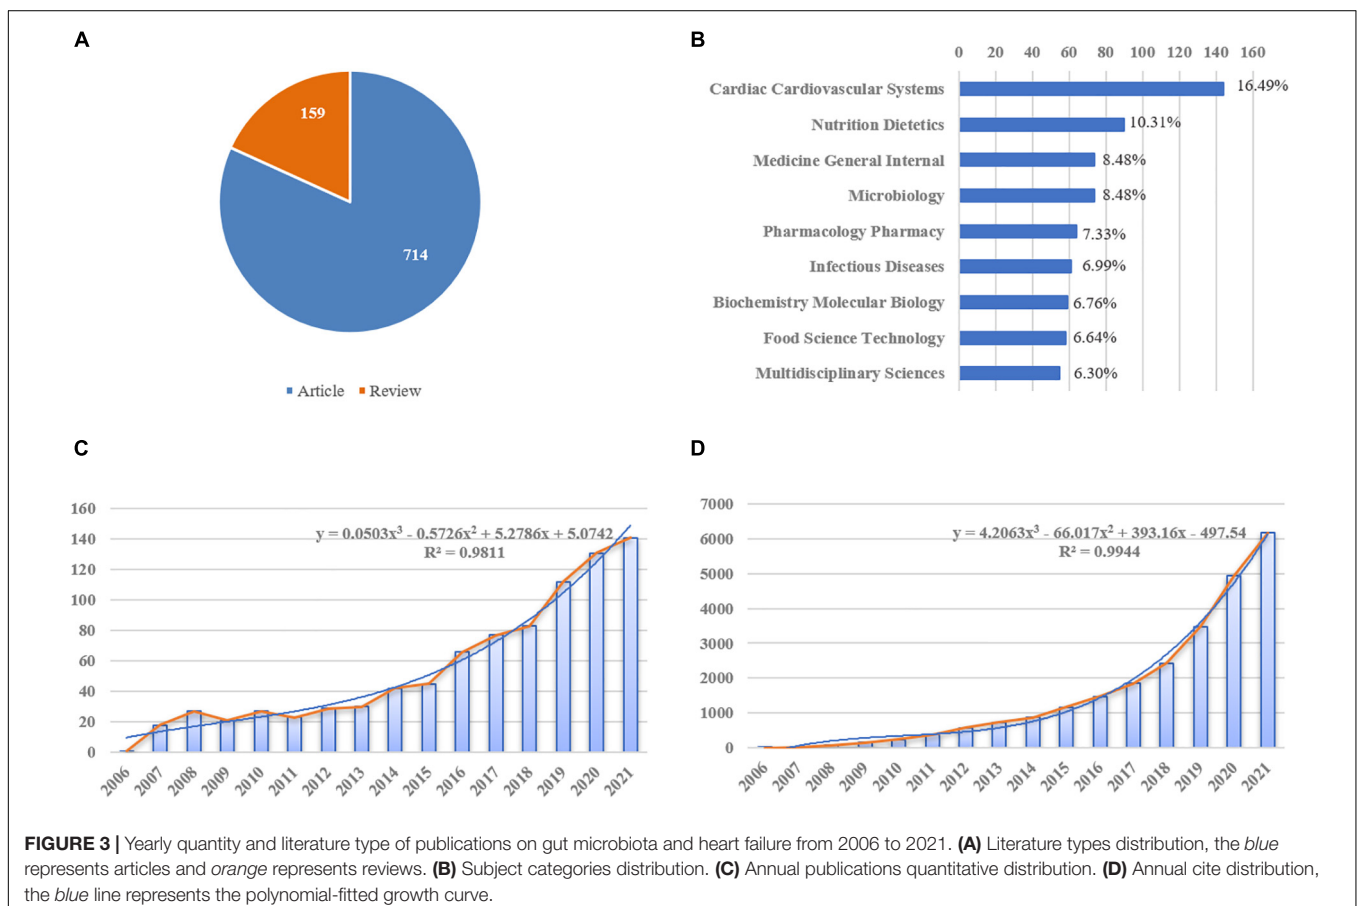 A
159
714
Article Review
B
0 20 40 60 80 100 120 140 160
Cardiac Cardiovascular Systems 16.49%
Nutrition Dietetics 10.31%
Medicine General Internal 8.48%
Microbiology 8.48%
Pharmacology Pharmacy 7.33%
Infectious Diseases 6.99%
Biochemistry Molecular Biology 6.76%
Food Science Technology 6.64%
Multidisciplinary Sciences 6.30%
C
160
140
120
100
80
60
40
20
0
y = 0.0503x³ - 0.5726x² + 5.2786x + 5.0742
R² = 0.9811
2006 2007 2008 2009 2010 2011 2012 2013 2014 2015 2016 2017 2018 2019 2020 2021
D
7000
6000
5000
4000
3000
2000
1000
0
y = 4.2063x³ - 66.017x² + 393.16x - 497.54
R² = 0.9944
2006 2007 2008 2009 2010 2011 2012 2013 2014 2015 2016 2017 2018 2019 2020 2021
FIGURE 3 | Yearly quantity and literature type of publications on gut microbiota and heart failure from 2006 to 2021. (A) Literature types distribution, the blue
represents articles and orange represents reviews. (B) Subject categories distribution. (C) Annual publications quantitative distribution. (D) Annual cite distribution,
the blue line represents the polynomial-fitted growth curve.